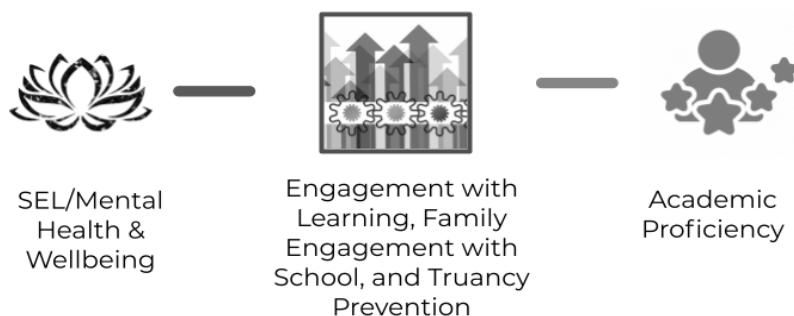 SEL/Mental
Health &
Wellbeing
Engagement with
Learning, Family
Engagement with
School, and Truancy
Prevention
Academic
Proficiency